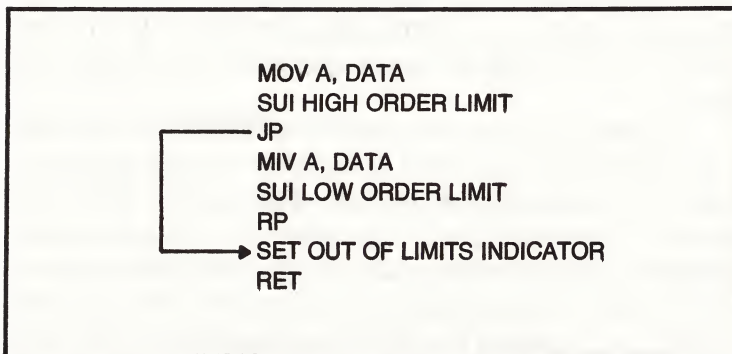 MOV A, DATA
SUI HIGH ORDER LIMIT
JP
MIV A, DATA
SUI LOW ORDER LIMIT
RP
SET OUT OF LIMITS INDICATOR
RET